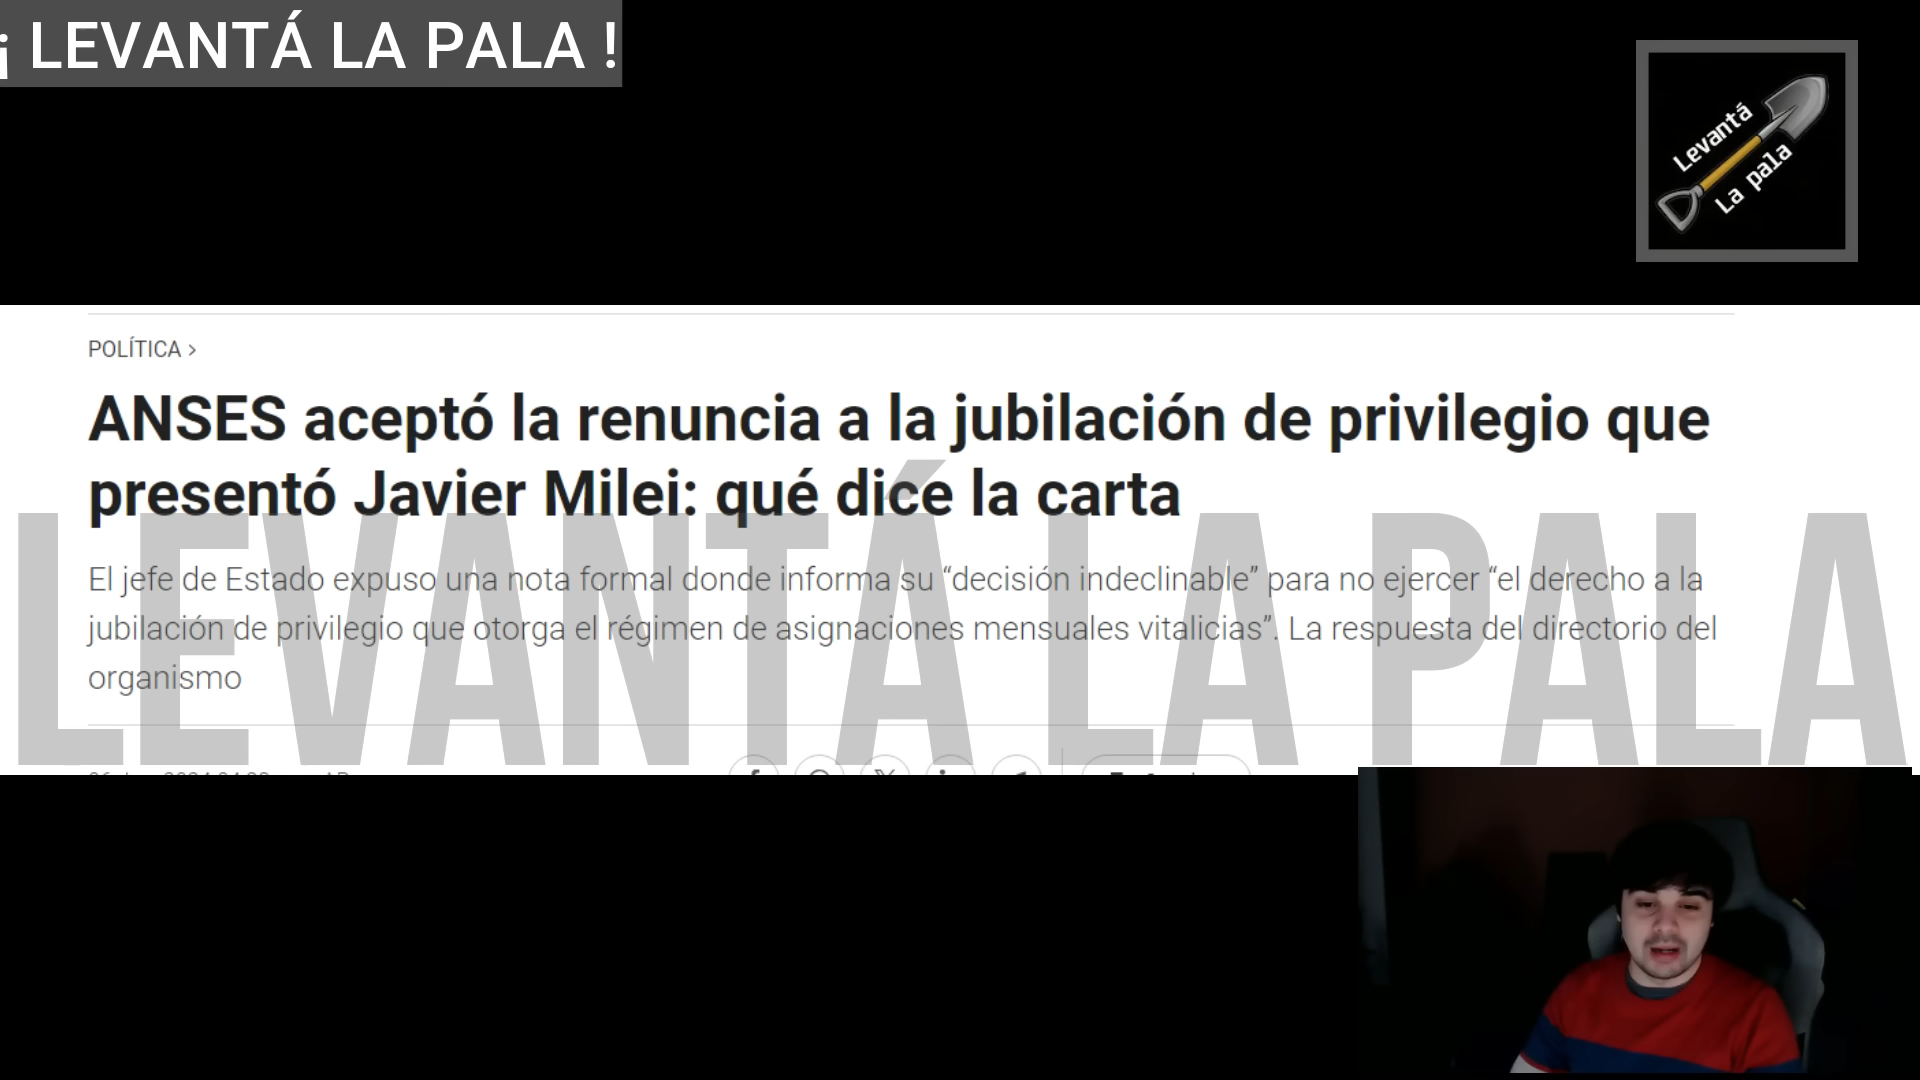 ¡ LEVANTÁ LA PALA !
Levantá
La pala
POLÍTICA >
ANSES aceptó la renuncia a la jubilación de privilegio que
presentó Javier Milei: qué dice la carta
El jefe de Estado expuso una nota formal donde informa su “decisión indeclinable” para no ejercer “el derecho a la
jubilación de privilegio que otorga el régimen de asignaciones mensuales vitalicias”. La respuesta del directorio del
organismo
LEVANTÁ LA PALA